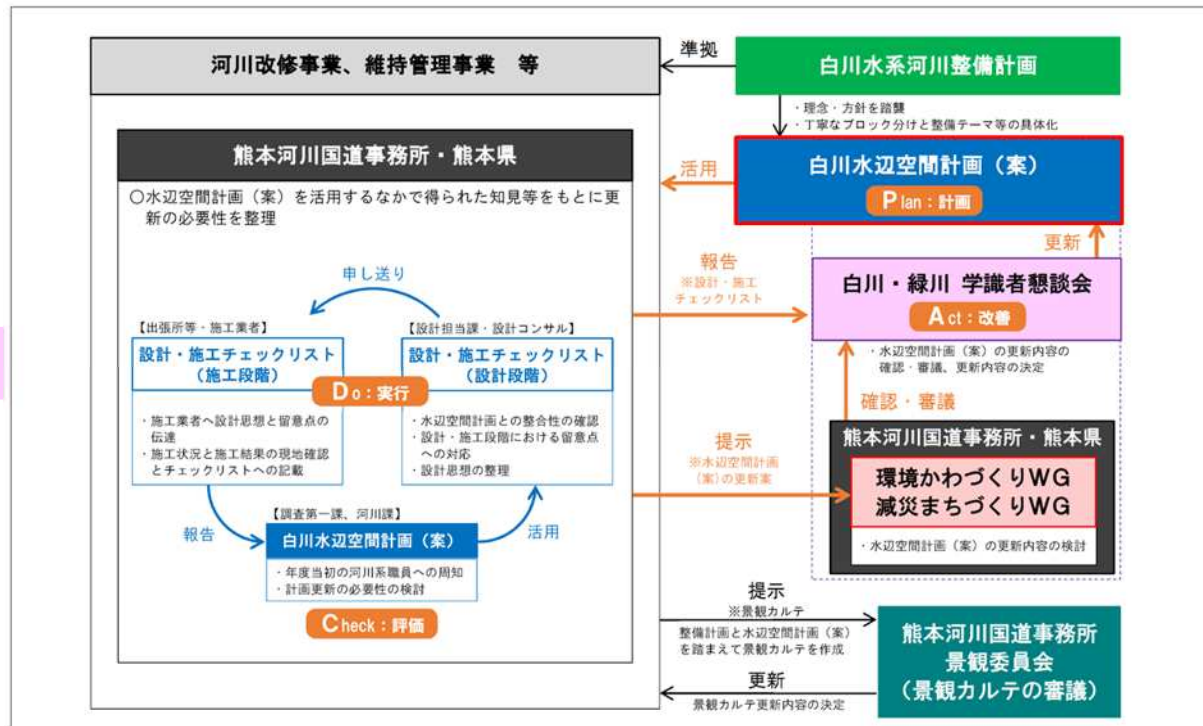 河川改修事業、維持管理事業 等
準拠
白川水系河川整備計画
・理念・方針を踏襲
・丁寧なブロック分けと整備テーマ等の具体化
熊本河川国道事務所・熊本県
○水辺空間計画（案）を活用するなかで得られた知見等をもとに更
新の必要性を整理
活用
白川水辺空間計画（案）
Plan：計画
更新
報告
※設計・施工
チェックリスト
白川・緑川 学識者懇談会
Act：改善
・水辺空間計画（案）の更新内容の
確認・審議、更新内容の決定
確認・審議
申し送り
【出張所等・施工業者】
設計・施工チェックリスト
（施工段階）
【設計担当課・設計コンサル】
設計・施工チェックリスト
（設計段階）
Do：実行
・施工業者へ設計思想と留意点の
伝達
・施工状況と施工結果の現地確認
とチェックリストへの記載
・水辺空間計画との整合性の確認
・設計・施工段階における留意点
への対応
・設計思想の整理
提示
※水辺空間計画
（案）の更新案
熊本河川国道事務所・熊本県
環境かわづくりWG
減災まちづくりWG
・水辺空間計画（案）の更新内容の検討
報告
【調査第一課、河川課】
白川水辺空間計画（案）
・年度当初の河川系職員への周知
・計画更新の必要性の検討
活用
Check：評価
提示
※景観カルテ
整備計画と水辺空間計画（案）
を踏まえて景観カルテを作成
更新
景観カルテ更新内容の決定
熊本河川国道事務所
景観委員会
（景観カルテの審議）